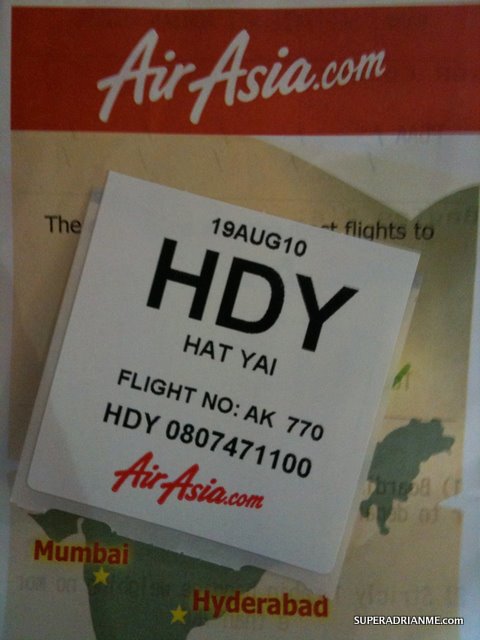 AirAsia.com
The
flights to
19AUG10
HDY
HAT YAI
FLIGHT NO: AK 770
HDY 0807471100
AirAsia.com
Mumbai
Hyderabad
SUPERADRIANME.com